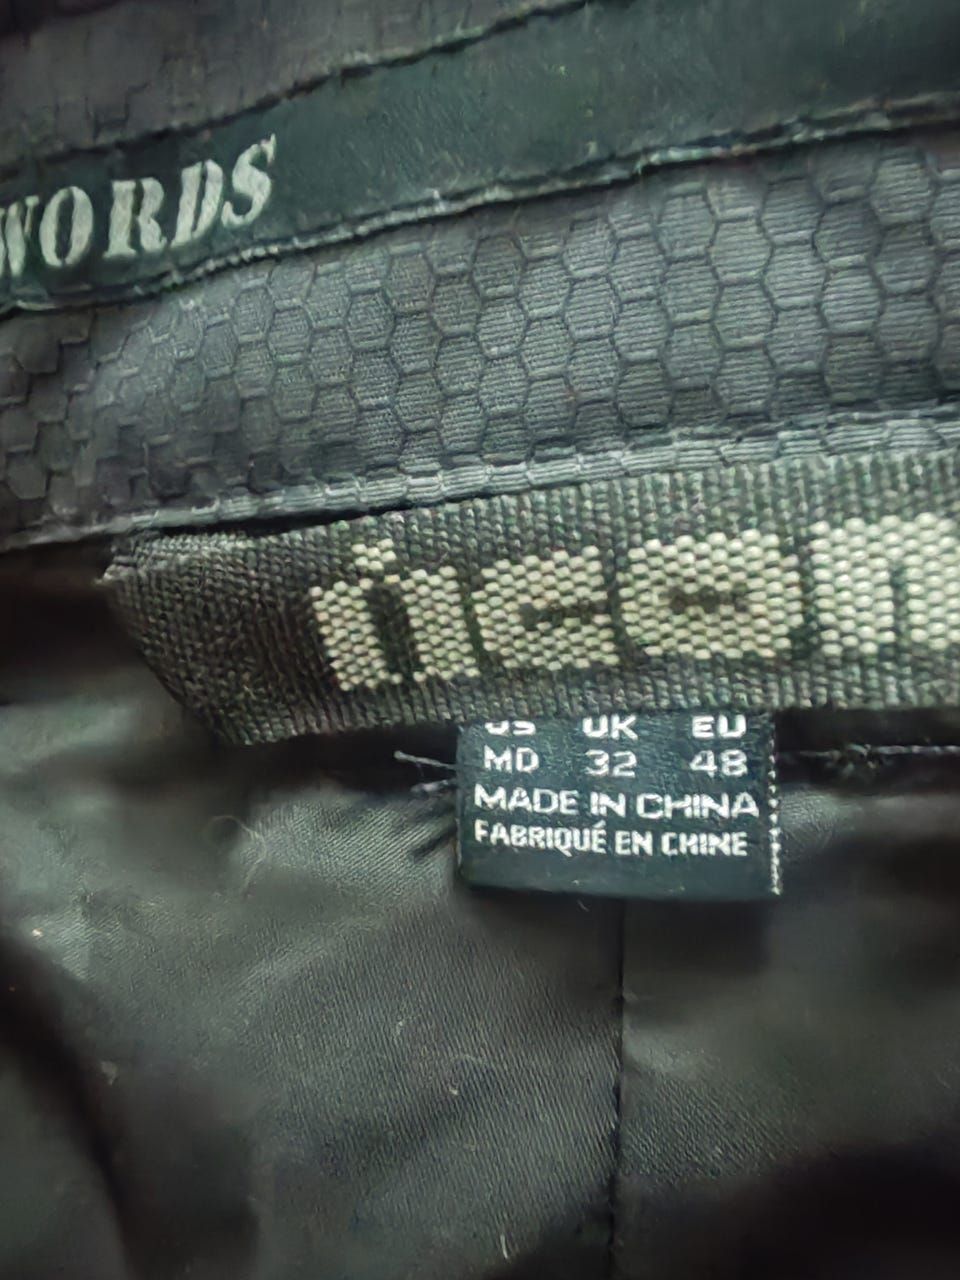 WORDS
US UK EU
MD 32 48
MADE IN CHINA
FABRIQUÉ EN CHINE